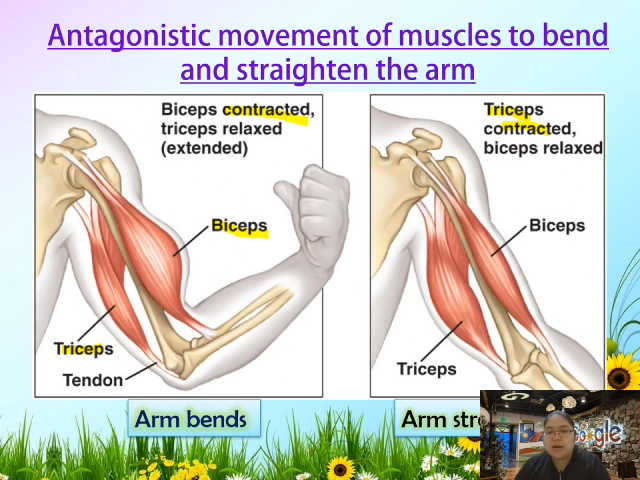 Antagonistic movement of muscles to bend
and straighten the arm
Biceps contracted,
triceps relaxed
(extended)
Biceps
Triceps
Tendon
Arm bends
Triceps
contracted,
biceps relaxed
Biceps
Triceps
Arm